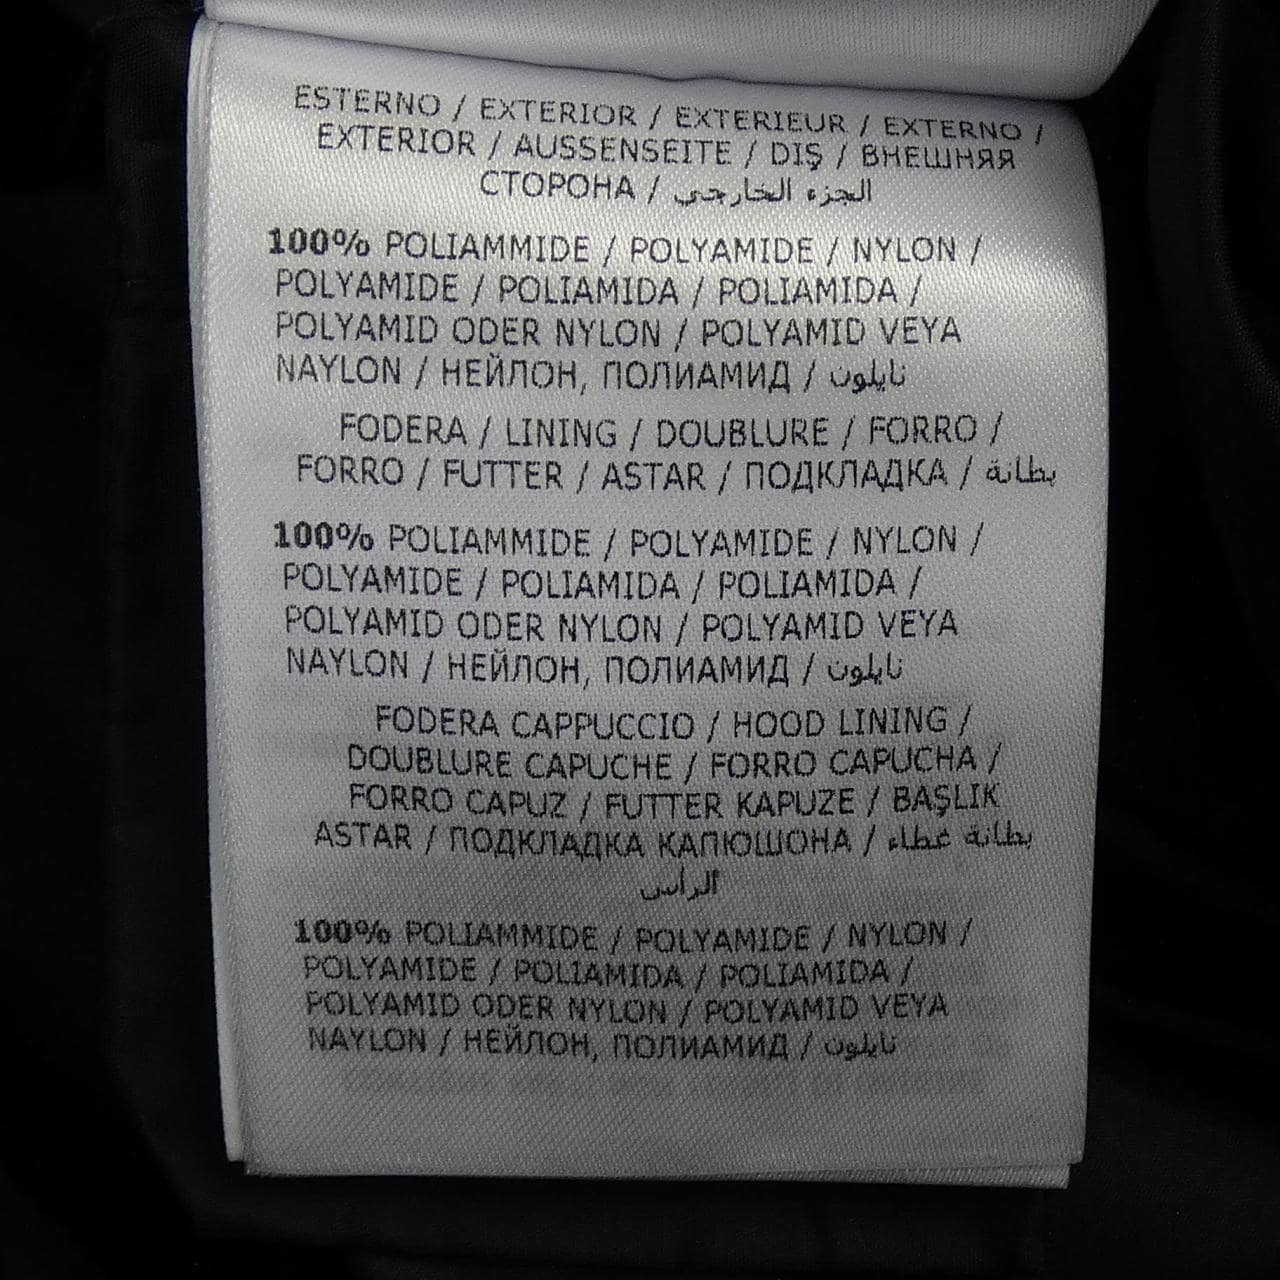 ESTERNO / EXTERIOR / EXTERIEUR / EXTERNO /
EXTERIOR / AUSSENSEITE / DIŞ / ВНЕШНЯЯ
СТОРОНА / الجزء الخارجي
100% POLIAMMIDE / POLYAMIDE / NYLON /
POLYAMIDE / POLIAMIDA / POLIAMIDA /
POLYAMID ODER NYLON / POLYAMID VEYA
NAYLON / НЕЙЛОН, ПОЛИАМИД / نايلون
FODERA / LINING / DOUBLURE / FORRO /
FORRO / FUTTER / ASTAR / ПОДКЛАДКА / بطانة
100% POLIAMMIDE / POLYAMIDE / NYLON /
POLYAMIDE / POLIAMIDA / POLIAMIDA /
POLYAMID ODER NYLON / POLYAMID VEYA
NAYLON / НЕЙЛОН, ПОЛИАМИД / نايلون
FODERA CAPPUCCIO / HOOD LINING /
DOUBLURE CAPUCHE / FORRO CAPUCHA /
FORRO CAPUZ / FUTTER KAPUZE / BAŞLIK
ASTAR / ПОДКЛАДКА КАПЮШОНА / بطانة غطاء
الرأس
100% POLIAMMIDE / POLYAMIDE / NYLON /
POLYAMIDE / POLIAMIDA / POLIAMIDA /
POLYAMID ODER NYLON / POLYAMID VEYA
NAYLON / НЕЙЛОН, ПОЛИАМИД / نايلون